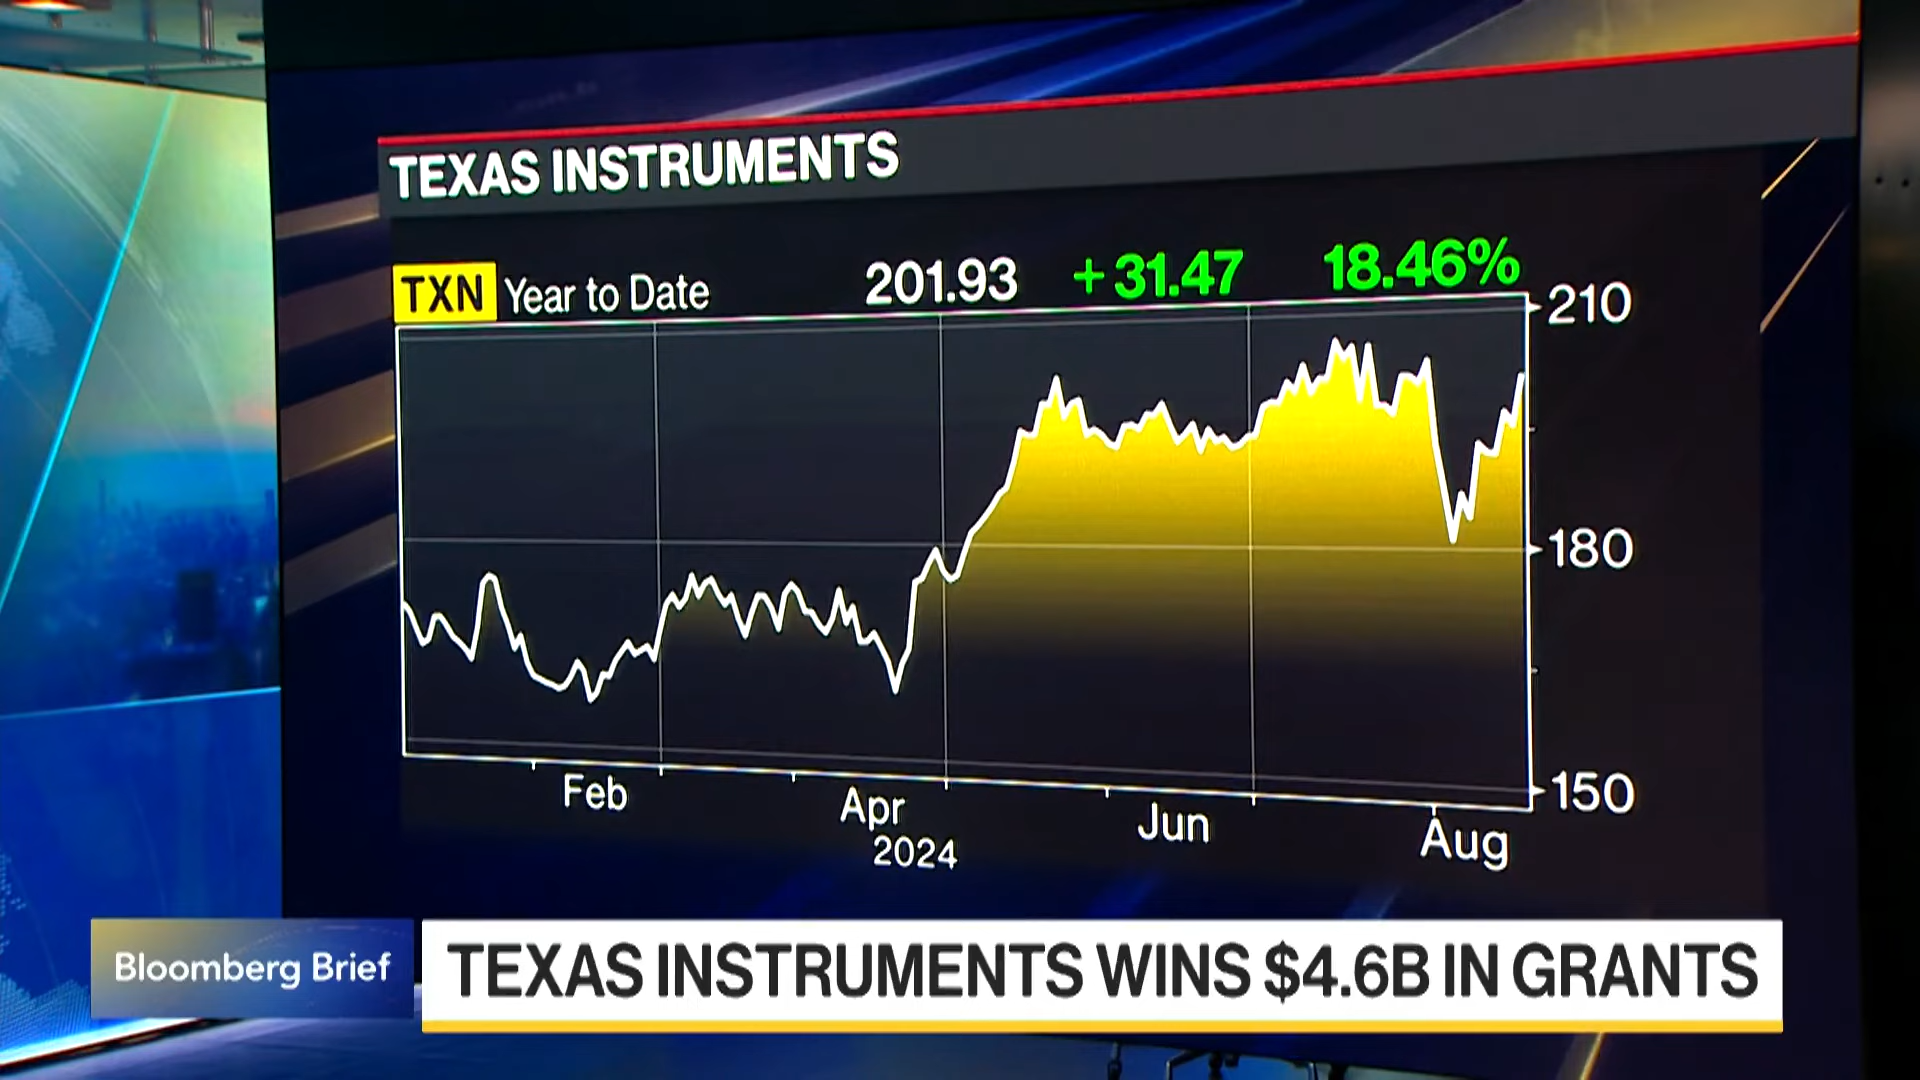 TEXAS INSTRUMENTS
TXN Year to Date 201.93 +31.47 18.46%
210
180
150
Feb Apr Jun Aug
2024
Bloomberg Brief
TEXAS INSTRUMENTS WINS $4.6B IN GRANTS